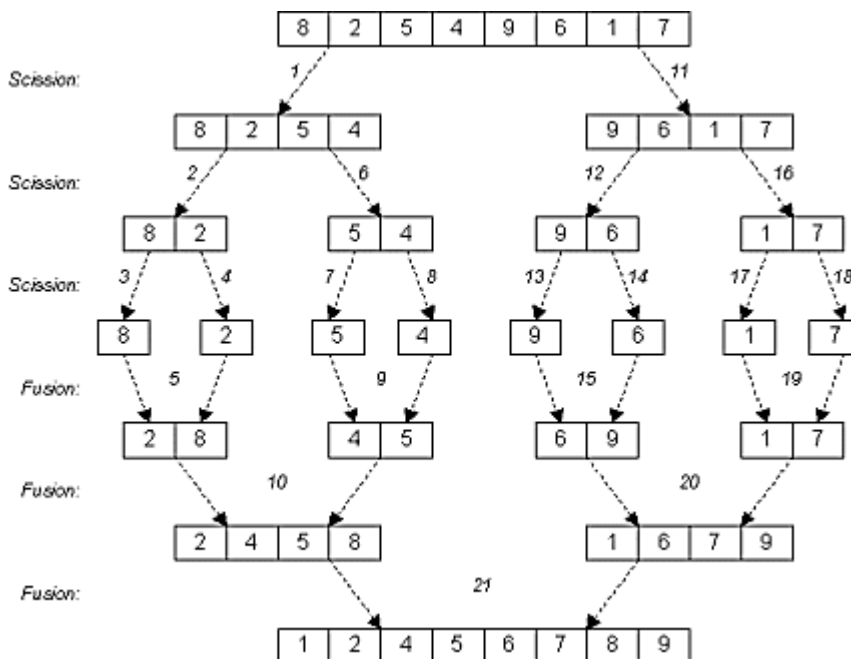 8 2 5 4 9 6 1 7
Scission: 1 11
8 2 5 4 9 6 1 7
Scission: 2 6 12 16
8 2 5 4 9 6 1 7
Scission: 3 4 7 8 13 14 17 18
8 2 5 4 9 6 1 7
Fusion: 5 9 15 19
2 8 4 5 6 9 1 7
Fusion: 10 20
2 4 5 8 1 6 7 9
Fusion: 21
1 2 4 5 6 7 8 9